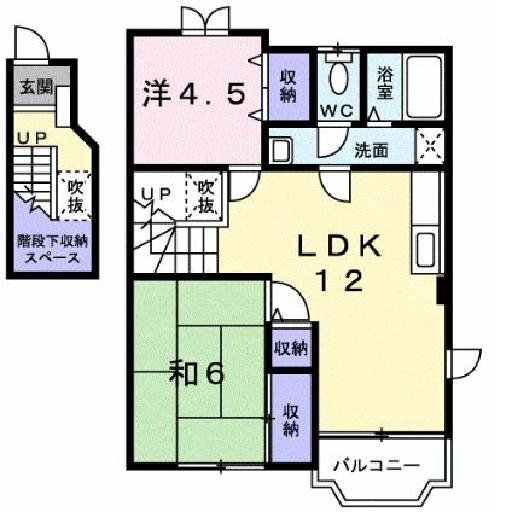 玄関
UP
吹
抜
階段下収納
スペース
洋4.5
収
納
WC
浴
室
洗面
UP
吹
抜
LDK
12
和6
収納
収
納
バルコニー